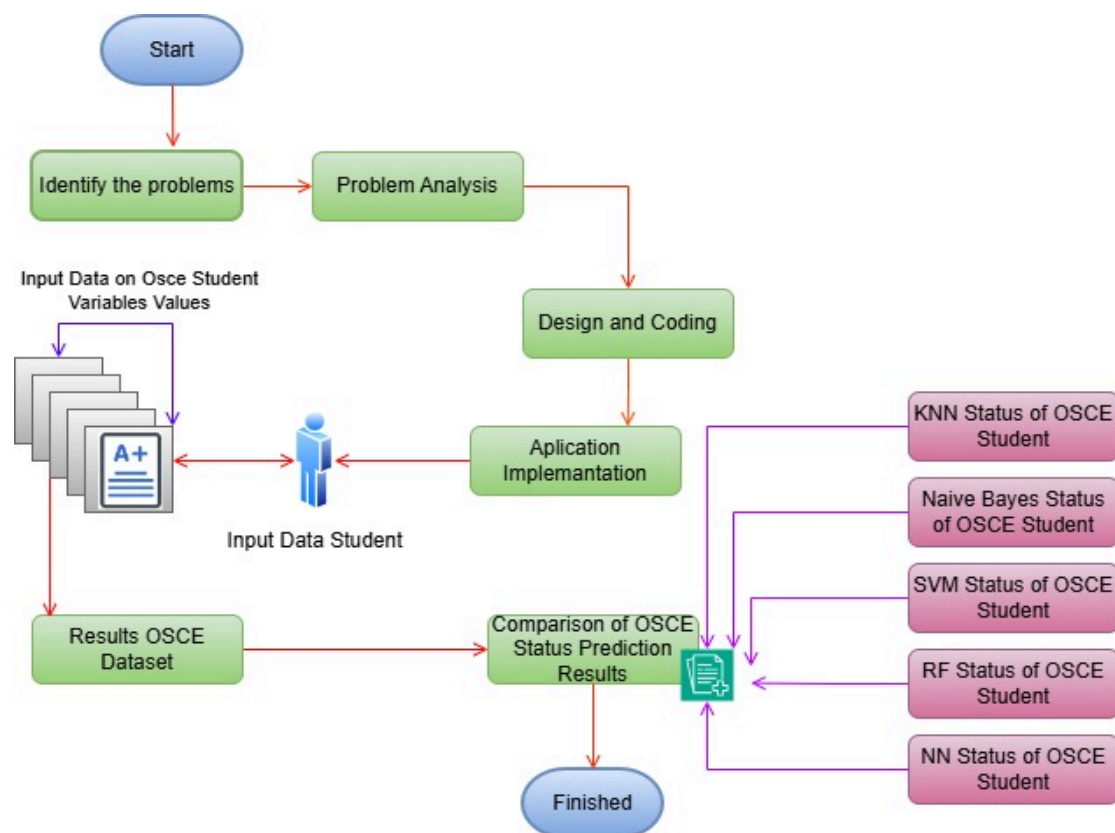 Start
Identify the problems
Problem Analysis
Input Data on Osce Student
Variables Values
Design and Coding
A+
Aplication
Implemantation
Input Data Student
KNN Status of OSCE
Student
Naive Bayes Status
of OSCE Student
SVM Status of OSCE
Student
RF Status of OSCE
Student
NN Status of OSCE
Student
Results OSCE
Dataset
Comparison of OSCE
Status Prediction
Results
Finished